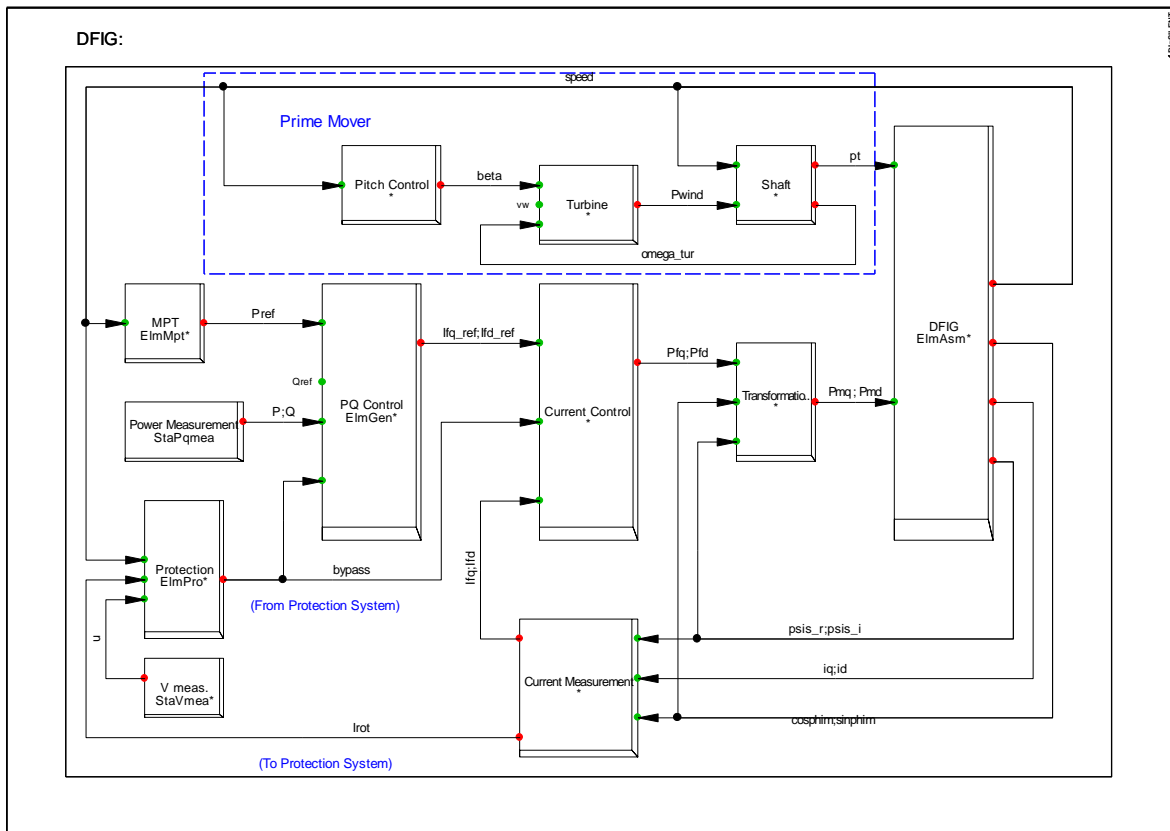 DFIG:
speed
Prime Mover
Pitch Control
*
beta
vw
Turbine
*
Pwind
Shaft
*
pt
omega_tur
MPT
ElmMpt*
Pref
Qref
PQ Control
ElmGen*
Ifq_ref;Ifd_ref
Current Control
*
Pfq;Pfd
Transformatio..
*
Pmq ; Pmd
DFIG
ElmAsm*
Power Measurement
StaPqmea
P;Q
Protection
ElmPro*
bypass
(From Protection System)
Ifq;Ifd
u
V meas.
StaVmea*
Current Measurement
*
psis_r;psis_i
iq;id
cosphim;sinphim
Irot
(To Protection System)